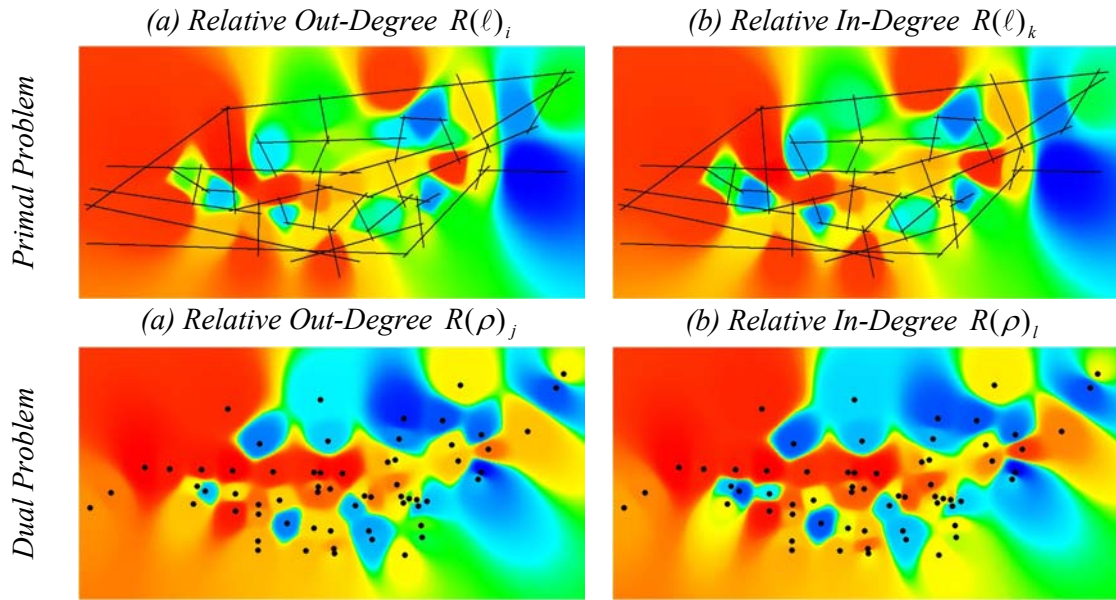 (a) Relative Out-Degree R(ℓ)ᵢ
(b) Relative In-Degree R(ℓ)ₖ
Primal Problem
(a) Relative Out-Degree R(ρ)ⱼ
(b) Relative In-Degree R(ρ)ₗ
Dual Problem